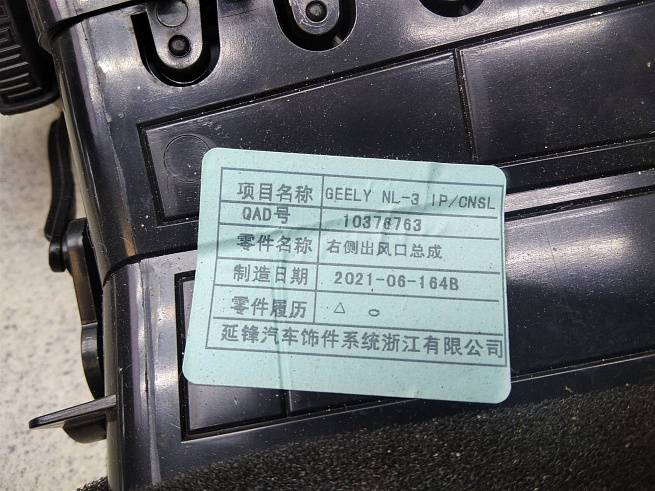 项目名称 GEELY NL-3 IP/CNSL
QAD号 10376763
零件名称 右侧出风口总成
制造日期 2021-06-164B
零件履历 △ ○
延锋汽车饰件系统浙江有限公司